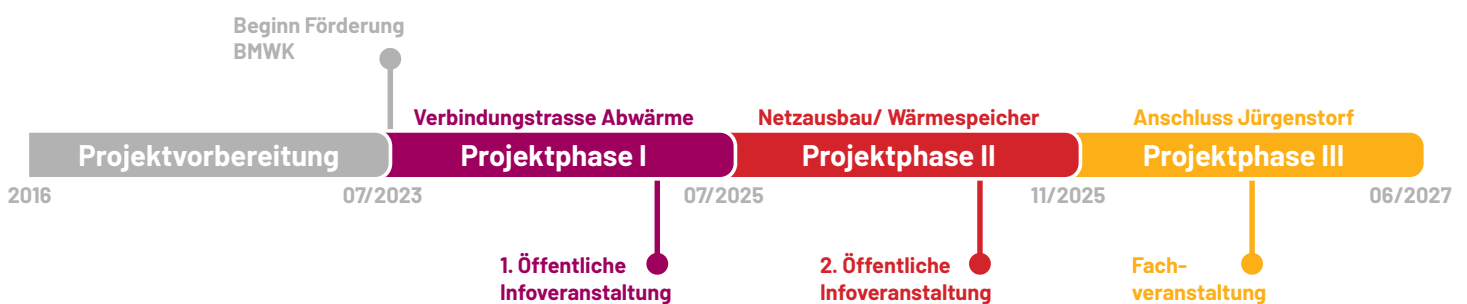 Beginn Förderung
BMWK
Verbindungstrasse Abwärme
Netzausbau/ Wärmespeicher
Anschluss Jürgenstorf
Projektvorbereitung
Projektphase I
Projektphase II
Projektphase III
2016
07/2023
07/2025
11/2025
06/2027
1. Öffentliche
Infoveranstaltung
2. Öffentliche
Infoveranstaltung
Fach-
veranstaltung